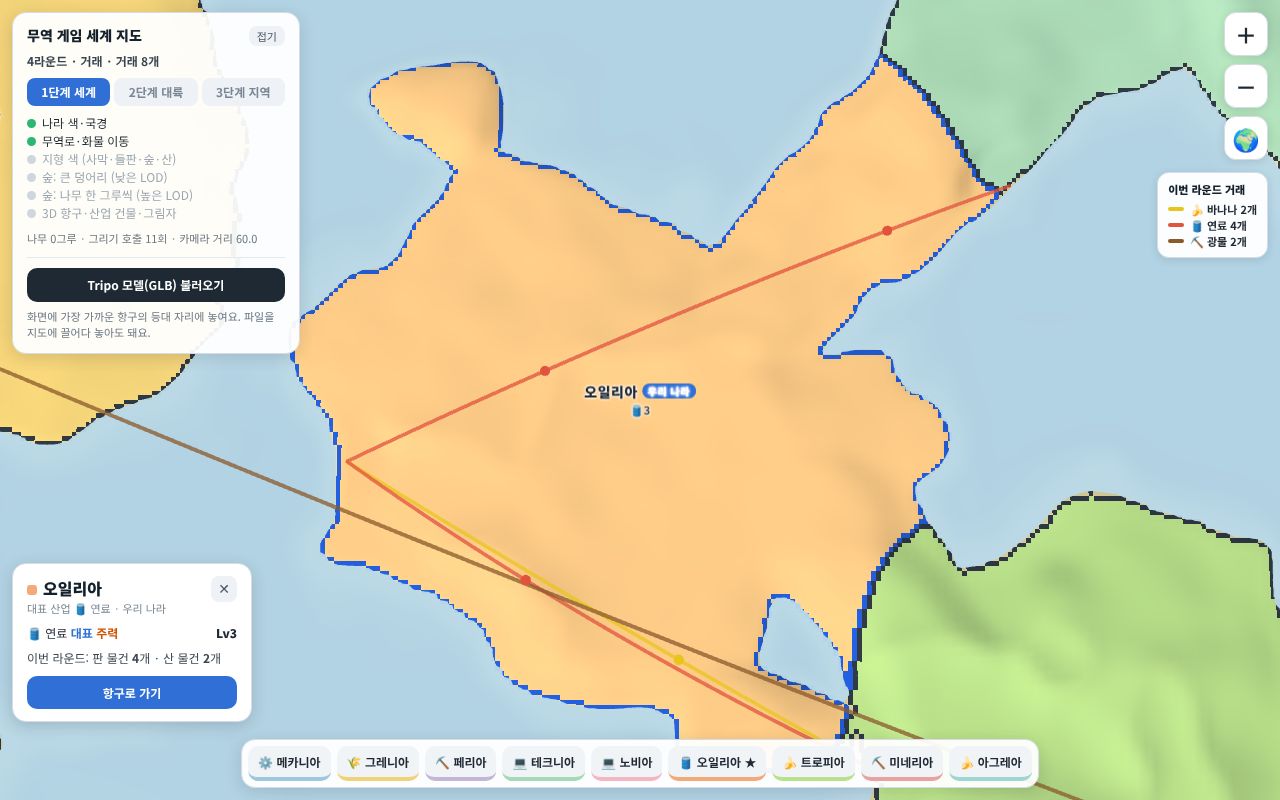 무역 게임 세계 지도
접기
4라운드 · 거래 · 거래 8개
1단계 세계
2단계 대륙
3단계 지역
나라 색·국경
무역로·화물 이동
지형 색 (사막·들판·숲·산)
숲: 큰 덩어리 (낮은 LOD)
숲: 나무 한 그루씩 (높은 LOD)
3D 항구·산업 건물·그림자
나무 0그루 · 그리기 호출 11회 · 카메라 거리 60.0
Tripo 모델(GLB) 불러오기
화면에 가장 가까운 항구의 등대 자리에 놓여요. 파일을
지도에 끌어다 놓아도 돼요.
+
−
이번 라운드 거래
바나나 2개
연료 4개
광물 2개
오일리아 우리 나라
3
오일리아
✕
대표 산업 연료 · 우리 나라
연료 대표 주력 Lv3
이번 라운드: 판 물건 4개 · 산 물건 2개
항구로 가기
메카니아
그레니아
페리아
테크니아
노비아
오일리아 ★
트로피아
미네리아
아그레아